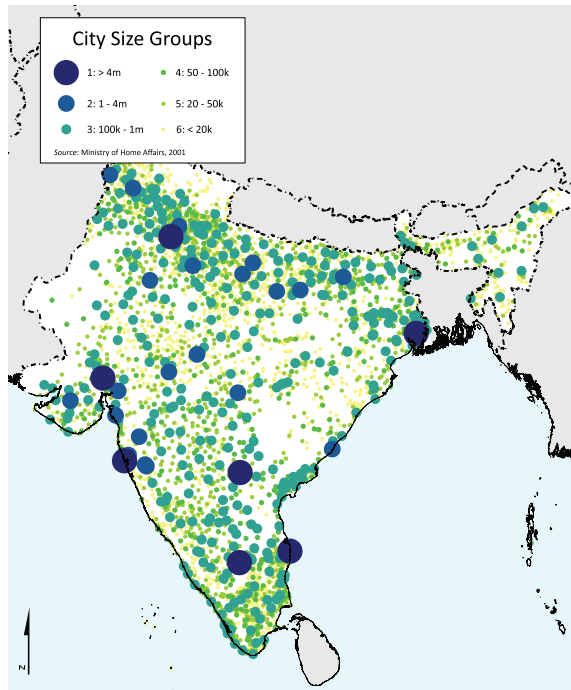 City Size Groups
1: > 4m
4: 50 - 100k
2: 1 - 4m
5: 20 - 50k
3: 100k - 1m
6: < 20k
Source: Ministry of Home Affairs, 2001
N